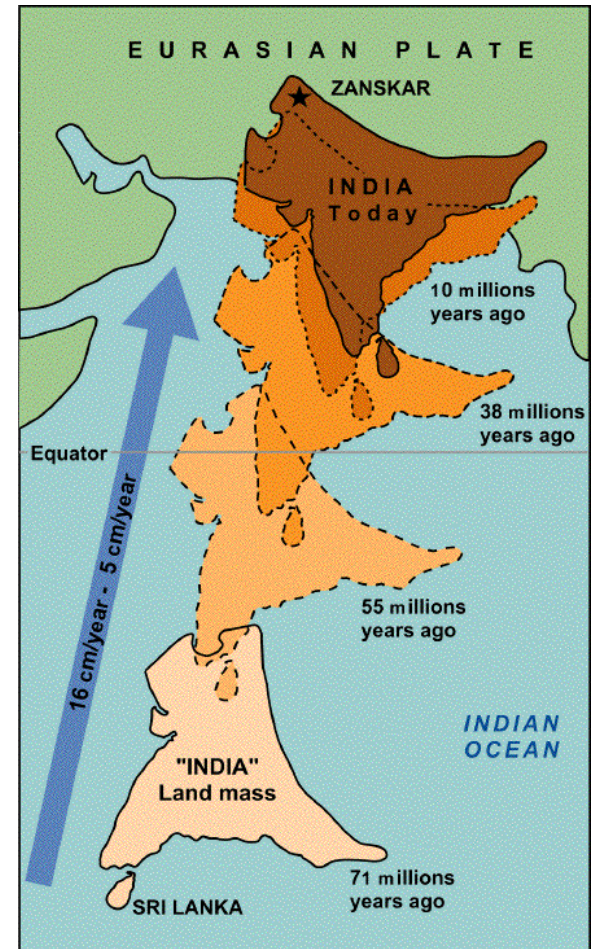 EURASIAN PLATE
ZANSKAR
INDIA
Today
10 millions
years ago
38 millions
years ago
Equator
16 cm/year - 5 cm/year
55 millions
years ago
INDIAN
OCEAN
"INDIA"
Land mass
71 millions
years ago
SRI LANKA